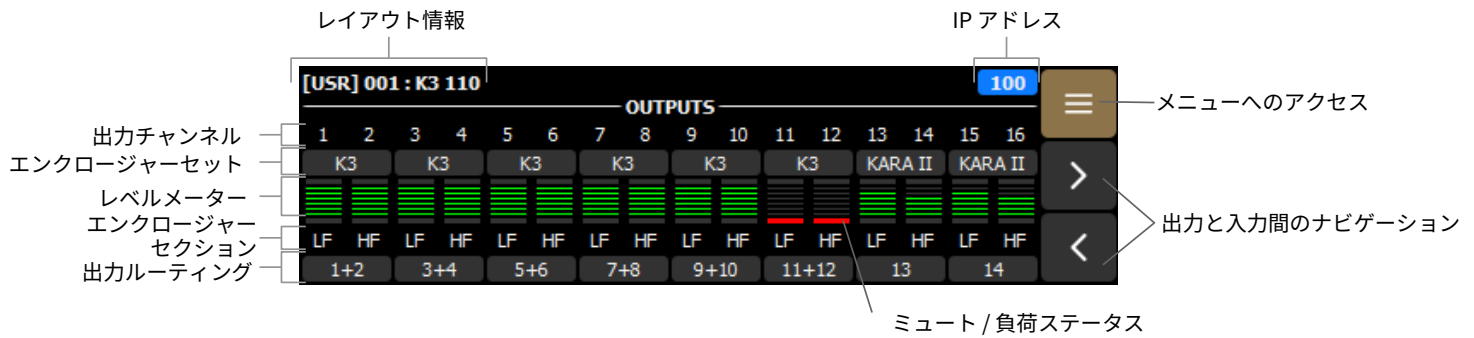 レイアウト情報
IP アドレス
[USR] 001 : K3 110
100
OUTPUTS
メニューへのアクセス
出力チャンネル
1 2 3 4 5 6 7 8 9 10 11 12 13 14 15 16
エンクロージャーセット
K3 K3 K3 K3 K3 K3 KARA II KARA II
レベルメーター
エンクロージャー
セクション
LF HF LF HF LF HF LF HF LF HF LF HF LF HF LF HF
出力と入力間のナビゲーション
出力ルーティング
1+2 3+4 5+6 7+8 9+10 11+12 13 14
ミュート / 負荷ステータス